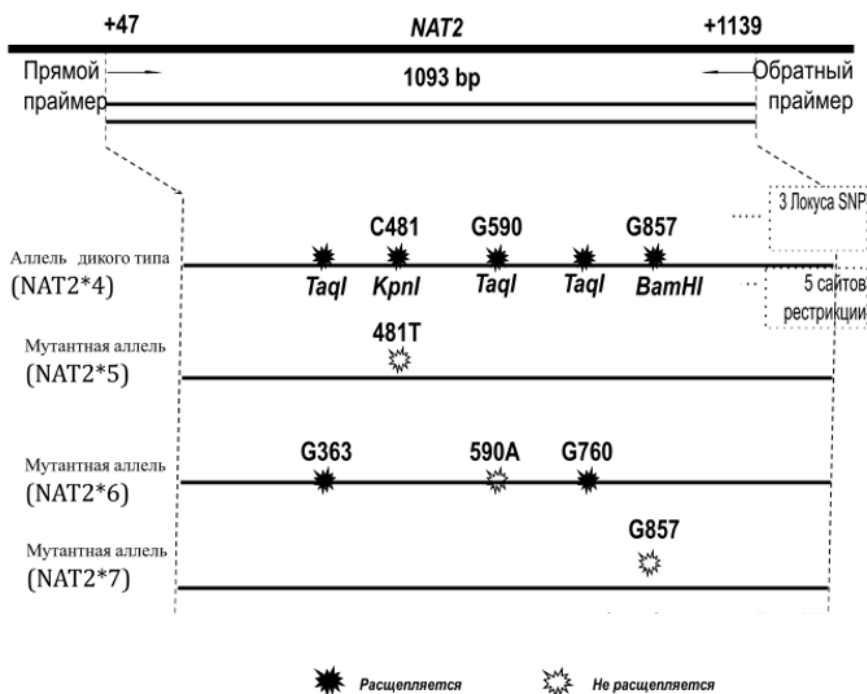 +47 NAT2 +1139
Прямой праймер
1093 bp
Обратный праймер
3 Локуса SNP
C481 G590 G857
Аллель дикого типа
(NAT2*4)
TaqI KpnI TaqI TaqI BamHI
5 сайтов рестрикции
481T
Мутантная аллель
(NAT2*5)
G363 590A G760
Мутантная аллель
(NAT2*6)
G857
Мутантная аллель
(NAT2*7)
Расщепляется Не расщепляется